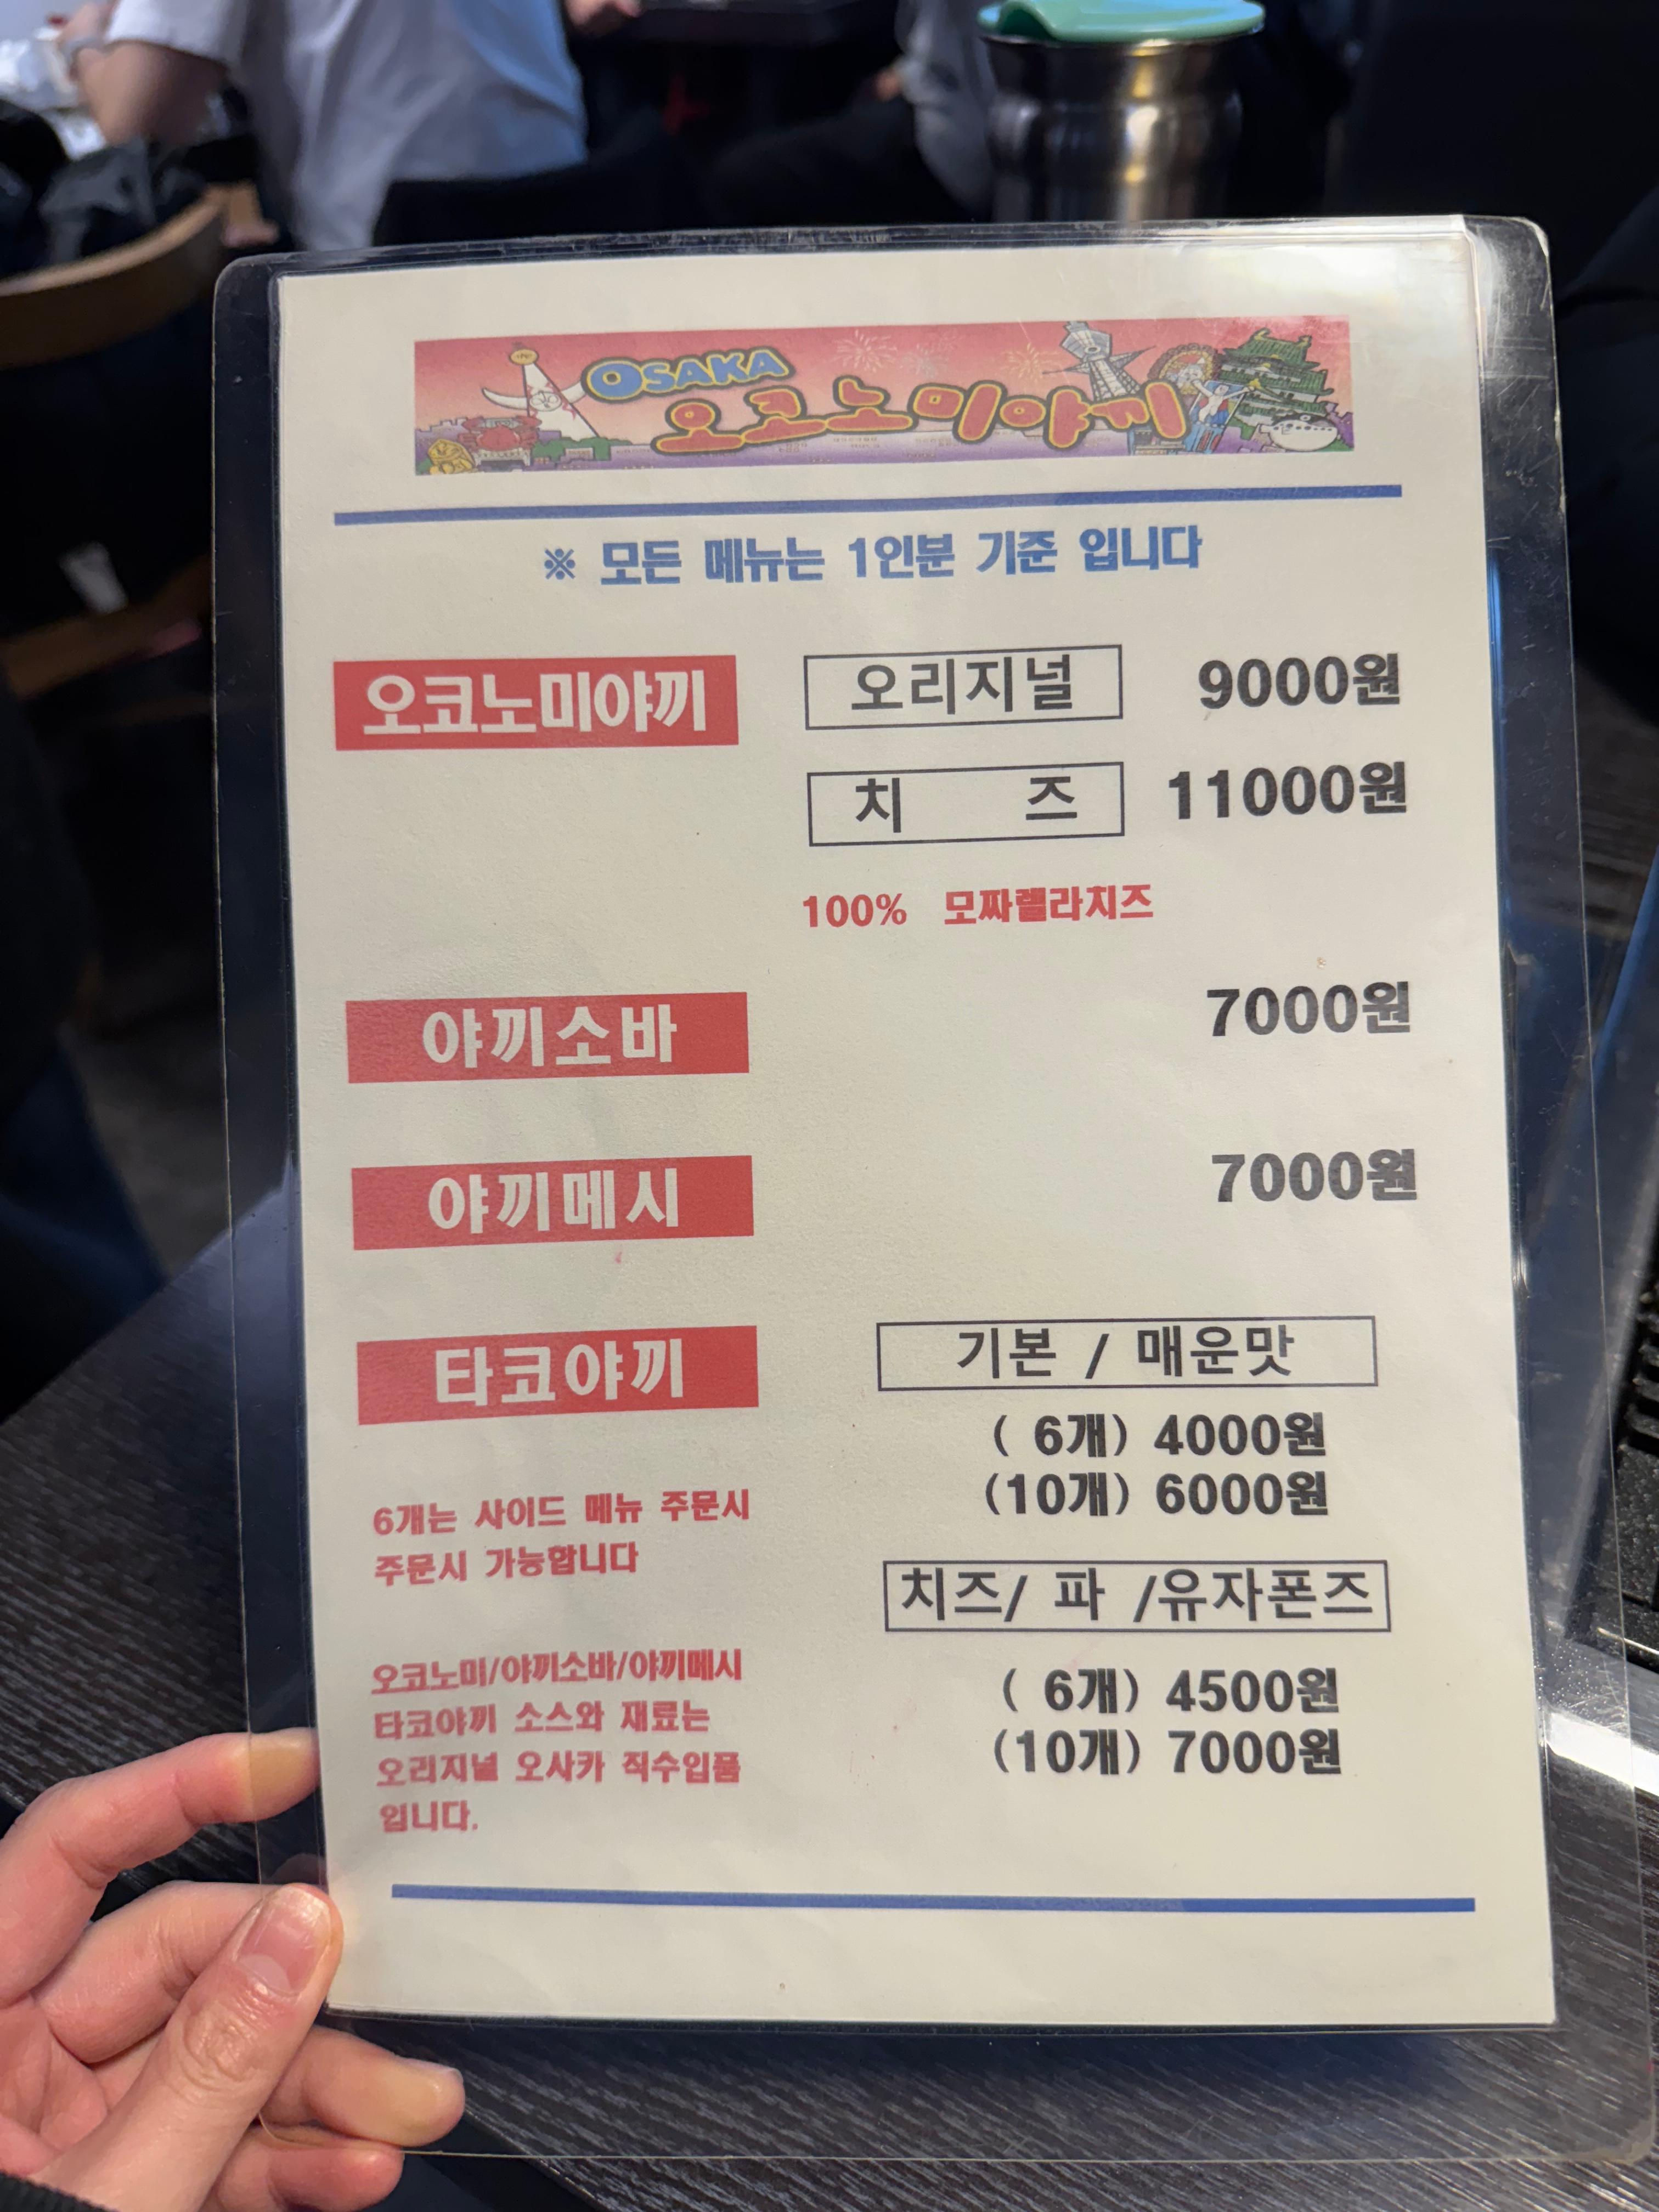 OSAKA
오코노미야끼
※ 모든 메뉴는 1인분 기준 입니다
오코노미야끼 오리지널 9000원
치 즈 11000원
100% 모짜렐라치즈
야끼소바 7000원
야끼메시 7000원
타코야끼 기본 / 매운맛
( 6개) 4000원
(10개) 6000원
6개는 사이드 메뉴 주문시
주문시 가능합니다
치즈/ 파 /유자폰즈
( 6개) 4500원
(10개) 7000원
오코노미/야끼소바/야끼메시
타코야끼 소스와 재료는
오리지널 오사카 직수입품
입니다.